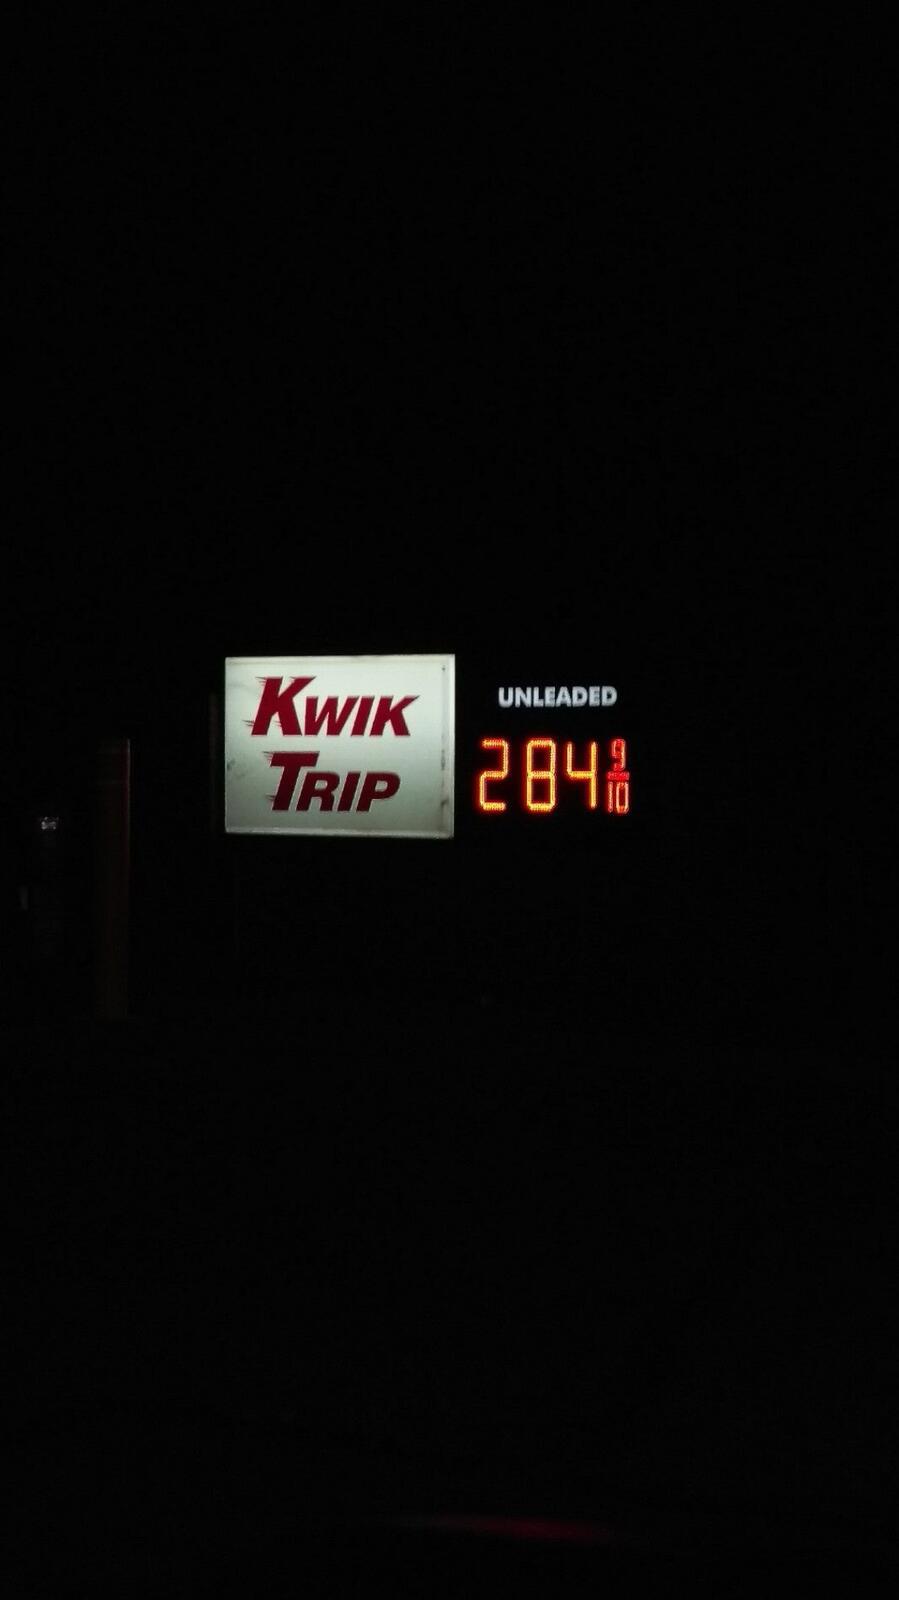 KWIK
TRIP
UNLEADED
284 9/10